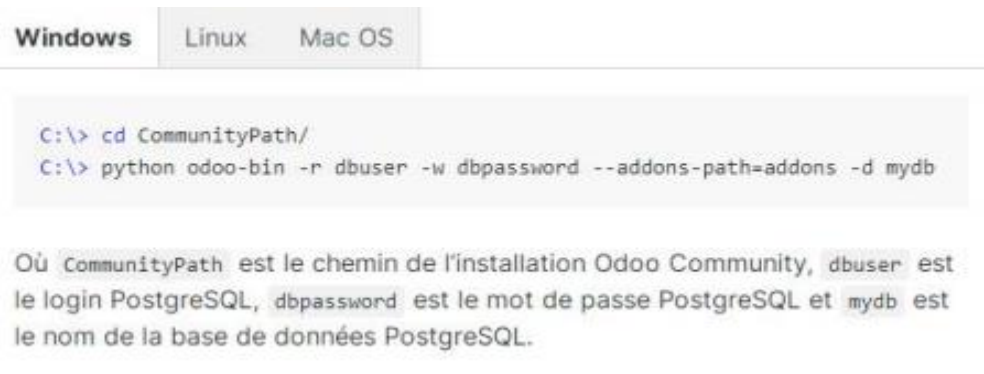 Windows Linux Mac OS
C:\> cd CommunityPath/
C:\> python odoo-bin -r dbuser -w dbpassword --addons-path=addons -d mydb
Où CommunityPath est le chemin de l'installation Odoo Community, dbuser est
le login PostgreSQL, dbpassword est le mot de passe PostgreSQL et mydb est
le nom de la base de données PostgreSQL.